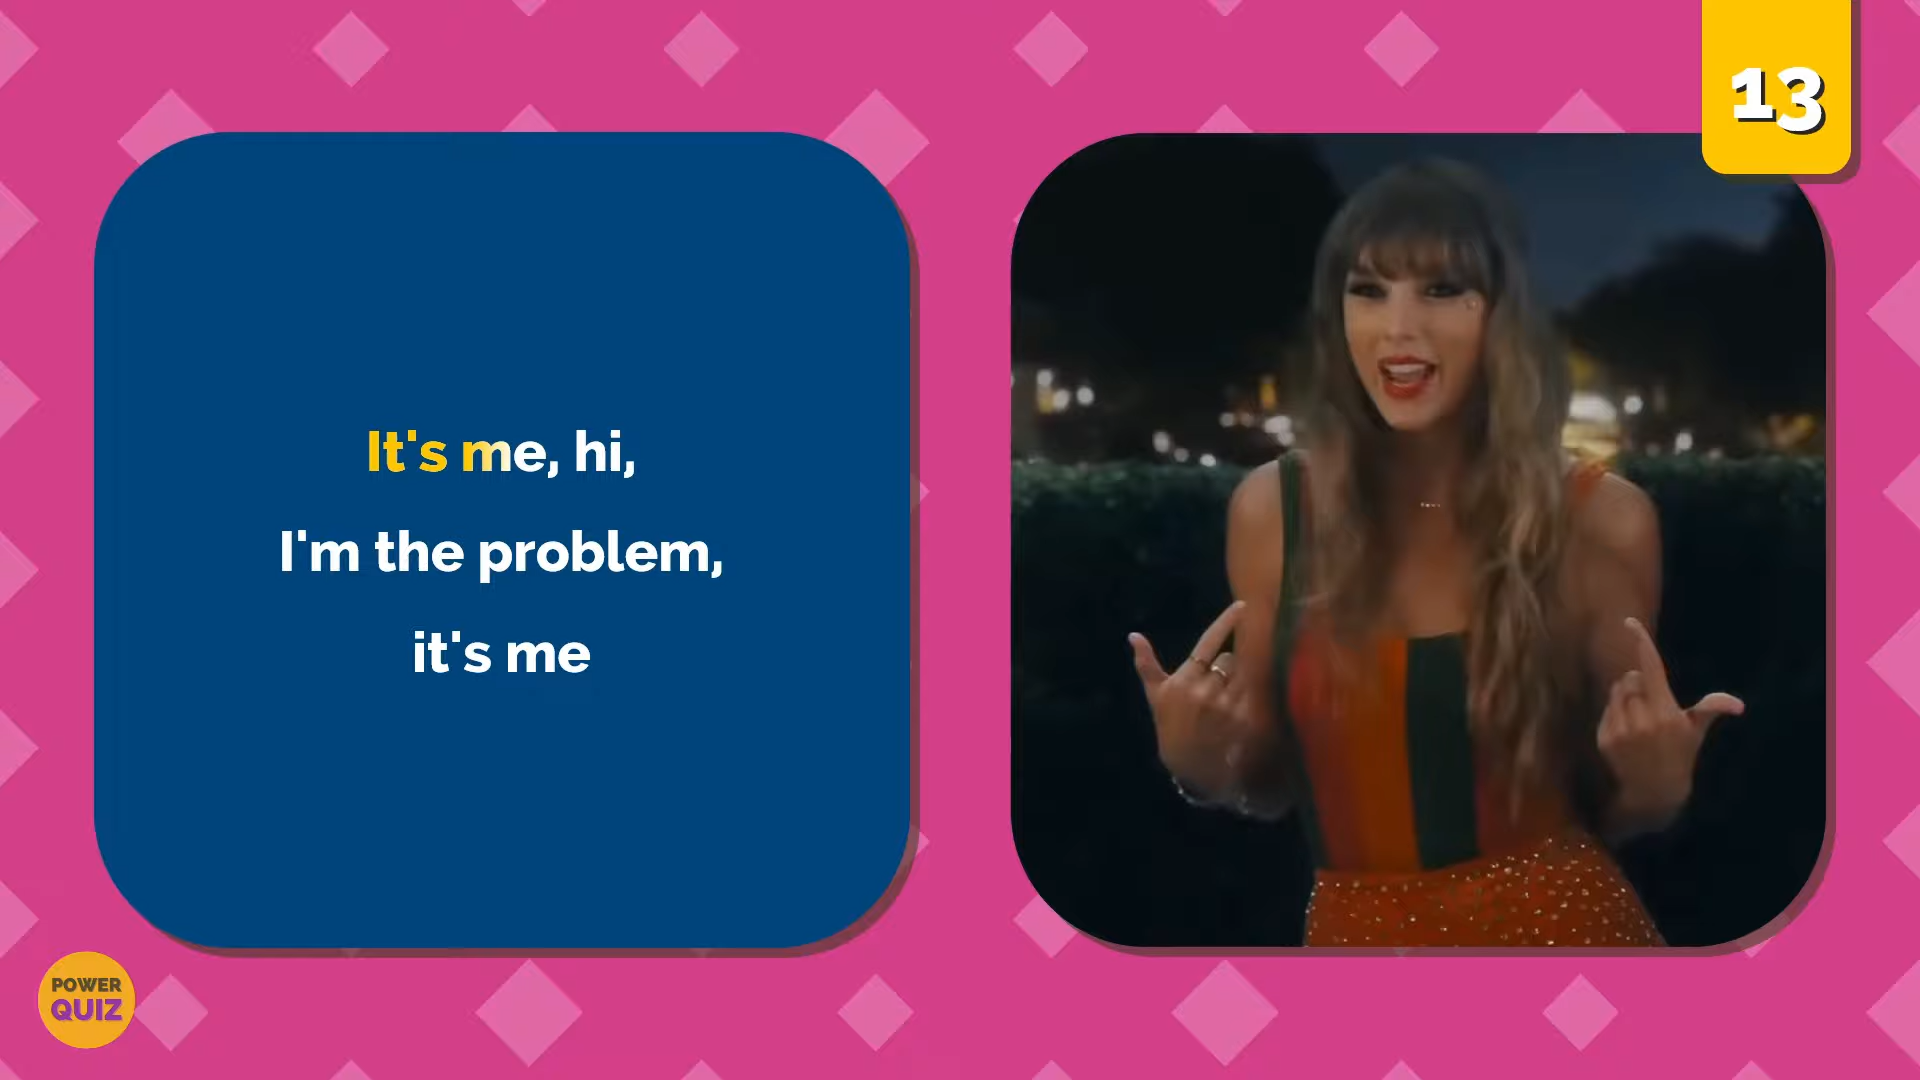 13
It's me, hi,
I'm the problem,
it's me
POWER
QUIZ